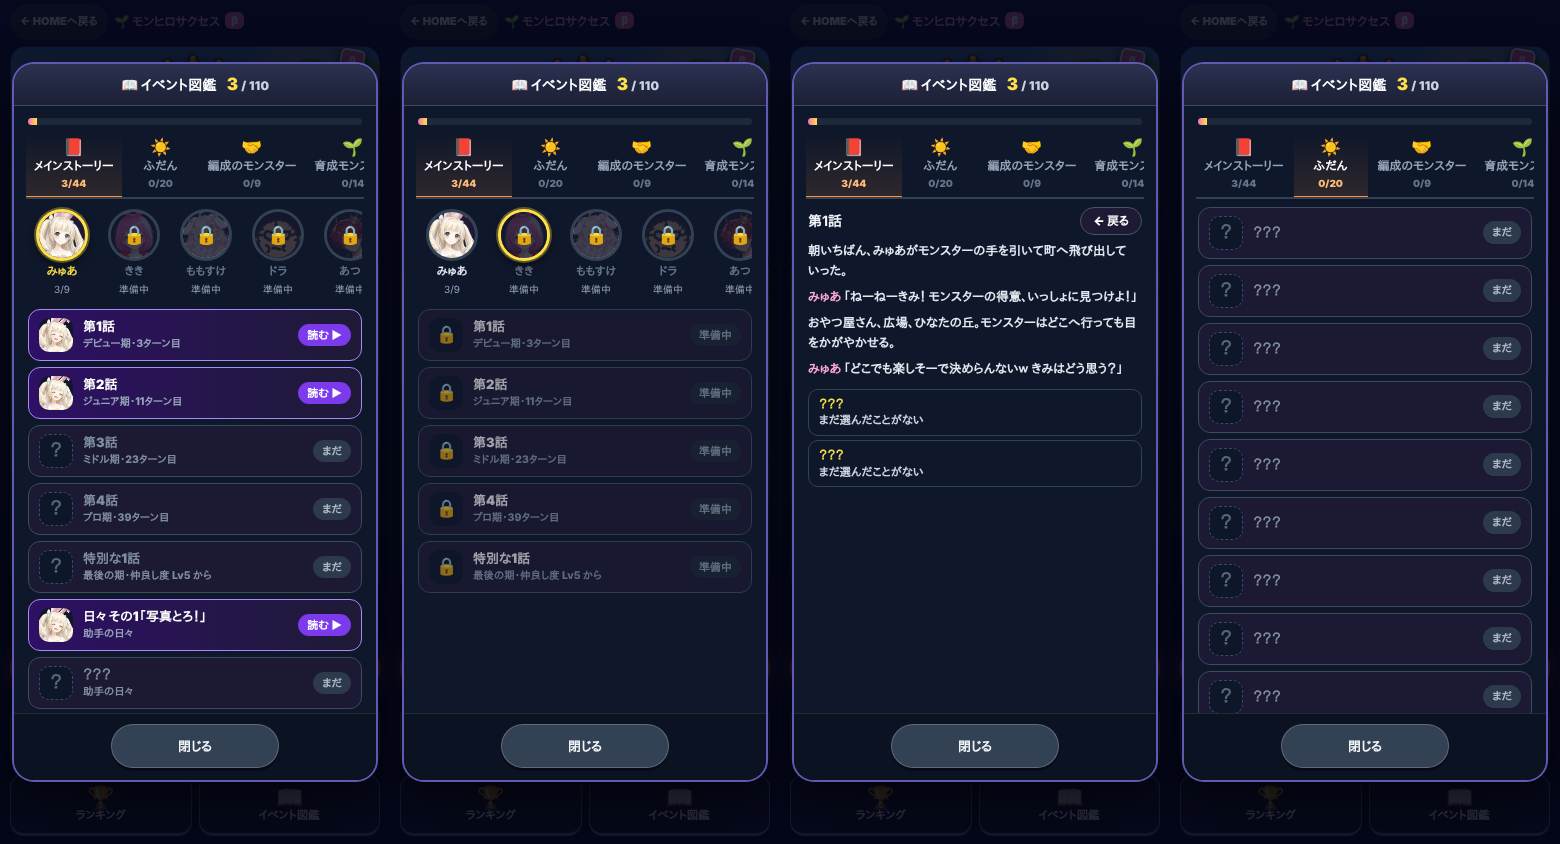 ← HOMEへ戻る
モンヒロサクセス β
イベント図鑑 3 / 110
メインストーリー
3/44
ふだん
0/20
編成のモンスター
0/9
育成モンス
0/14
みゅあ
3/9
きき
準備中
ももすけ
準備中
ドラ
準備中
あつ
準備中
第1話
デビュー期・3ターン目
読む ▶
第2話
ジュニア期・11ターン目
読む ▶
?
第3話
ミドル期・23ターン目
まだ
?
第4話
プロ期・39ターン目
まだ
?
特別な1話
最後の期・仲良し度 Lv5 から
まだ
日々 その1「写真とろ!」
助手の日々
読む ▶
?
???
助手の日々
まだ
閉じる
ランキング
イベント図鑑
← HOMEへ戻る
モンヒロサクセス β
イベント図鑑 3 / 110
メインストーリー
3/44
ふだん
0/20
編成のモンスター
0/9
育成モンス
0/14
みゅあ
3/9
きき
準備中
ももすけ
準備中
ドラ
準備中
あつ
準備中
第1話
デビュー期・3ターン目
準備中
第2話
ジュニア期・11ターン目
準備中
第3話
ミドル期・23ターン目
準備中
第4話
プロ期・39ターン目
準備中
特別な1話
最後の期・仲良し度 Lv5 から
準備中
閉じる
ランキング
イベント図鑑
← HOMEへ戻る
モンヒロサクセス β
イベント図鑑 3 / 110
メインストーリー
3/44
ふだん
0/20
編成のモンスター
0/9
育成モンス
0/14
第1話
← 戻る
朝いちばん、みゅあがモンスターの手を引いて町へ飛び出して
いった。
みゅあ「ねーねーきみ! モンスターの得意、いっしょに見つけよ!」
おやつ屋さん、広場、ひなたの丘。モンスターはどこへ行っても目
をかがやかせる。
みゅあ「どこでも楽しそーで決めらんないw きみはどう思う?」
???
まだ選んだことがない
???
まだ選んだことがない
閉じる
ランキング
イベント図鑑
← HOMEへ戻る
モンヒロサクセス β
イベント図鑑 3 / 110
メインストーリー
3/44
ふだん
0/20
編成のモンスター
0/9
育成モンス
0/14
?
???
まだ
?
???
まだ
?
???
まだ
?
???
まだ
?
???
まだ
?
???
まだ
?
???
まだ
?
???
まだ
?
???
まだ
閉じる
ランキング
イベント図鑑